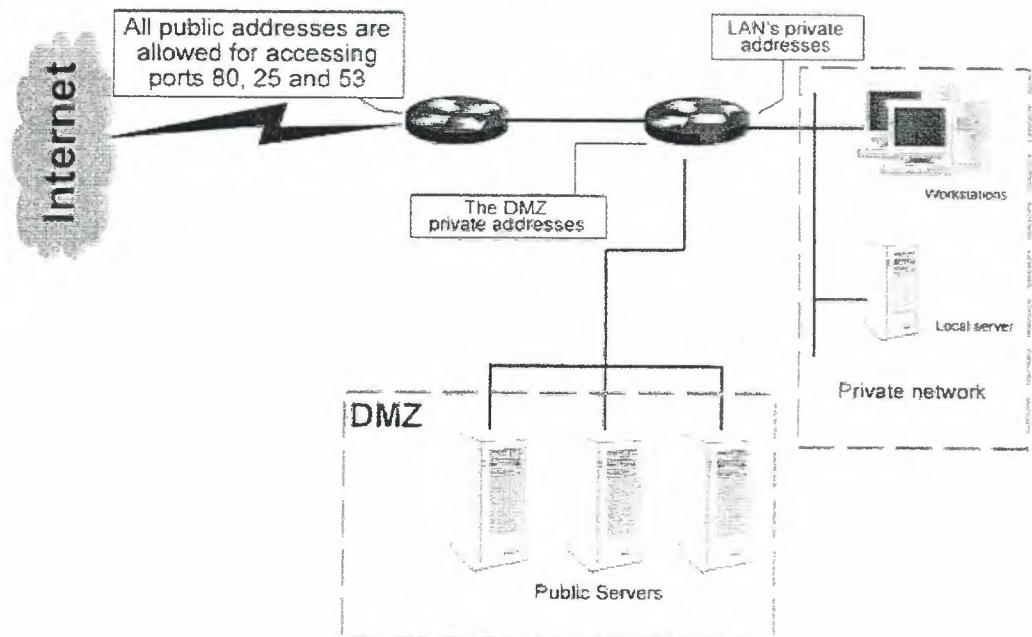 All public addresses are
allowed for accessing
ports 80, 25 and 53
LAN's private
addresses
Internet
The DMZ
private addresses
Workstations
Local server
Private network
DMZ
Public Servers